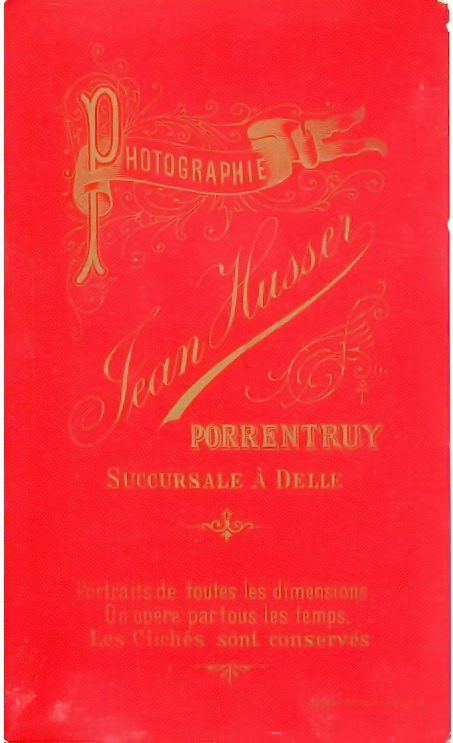 PHOTOGRAPHIE
Jean Husser
PORRENTRUY
SUCCURSALE À DELLE
Portraits de toutes les dimensions
On opère par tous les temps.
Les Clichés sont conservés